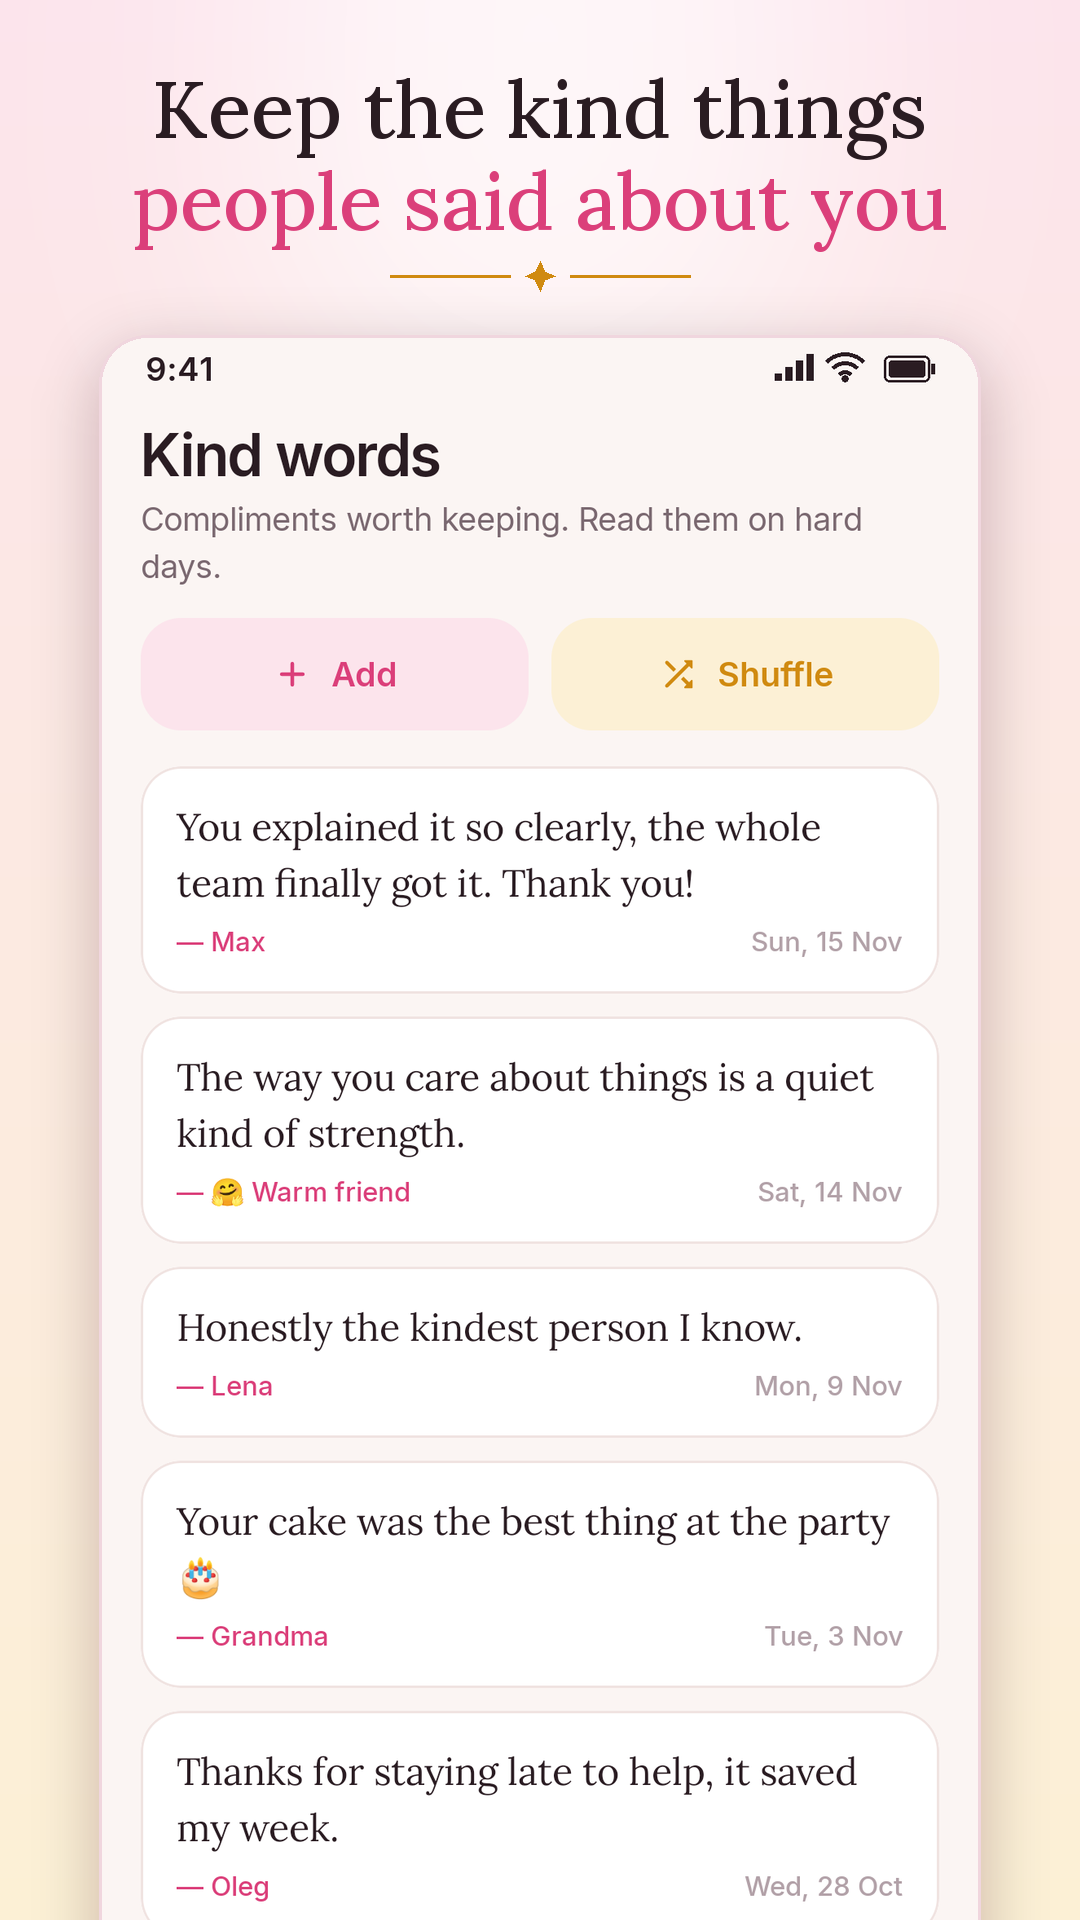 Keep the kind things
people said about you
9:41
Kind words
Compliments worth keeping. Read them on hard
days.
+ Add
Shuffle
You explained it so clearly, the whole
team finally got it. Thank you!
— Max
Sun, 15 Nov
The way you care about things is a quiet
kind of strength.
— 🤗 Warm friend
Sat, 14 Nov
Honestly the kindest person I know.
— Lena
Mon, 9 Nov
Your cake was the best thing at the party
🎂
— Grandma
Tue, 3 Nov
Thanks for staying late to help, it saved
my week.
— Oleg
Wed, 28 Oct